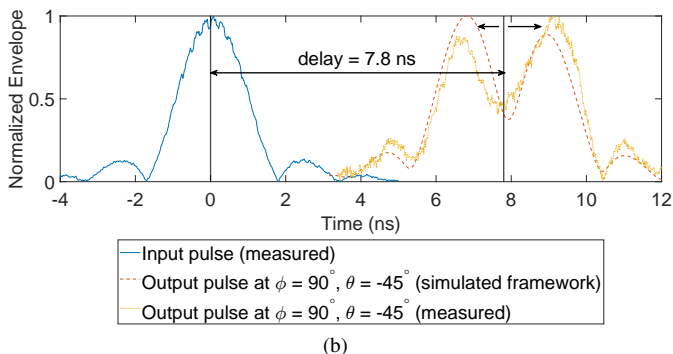 1
0.5
0
Normalized Envelope
delay = 7.8 ns
-4 -2 0 2 4 6 8 10 12
Time (ns)
Input pulse (measured)
Output pulse at ϕ = 90°, θ = -45° (simulated framework)
Output pulse at ϕ = 90°, θ = -45° (measured)
(b)